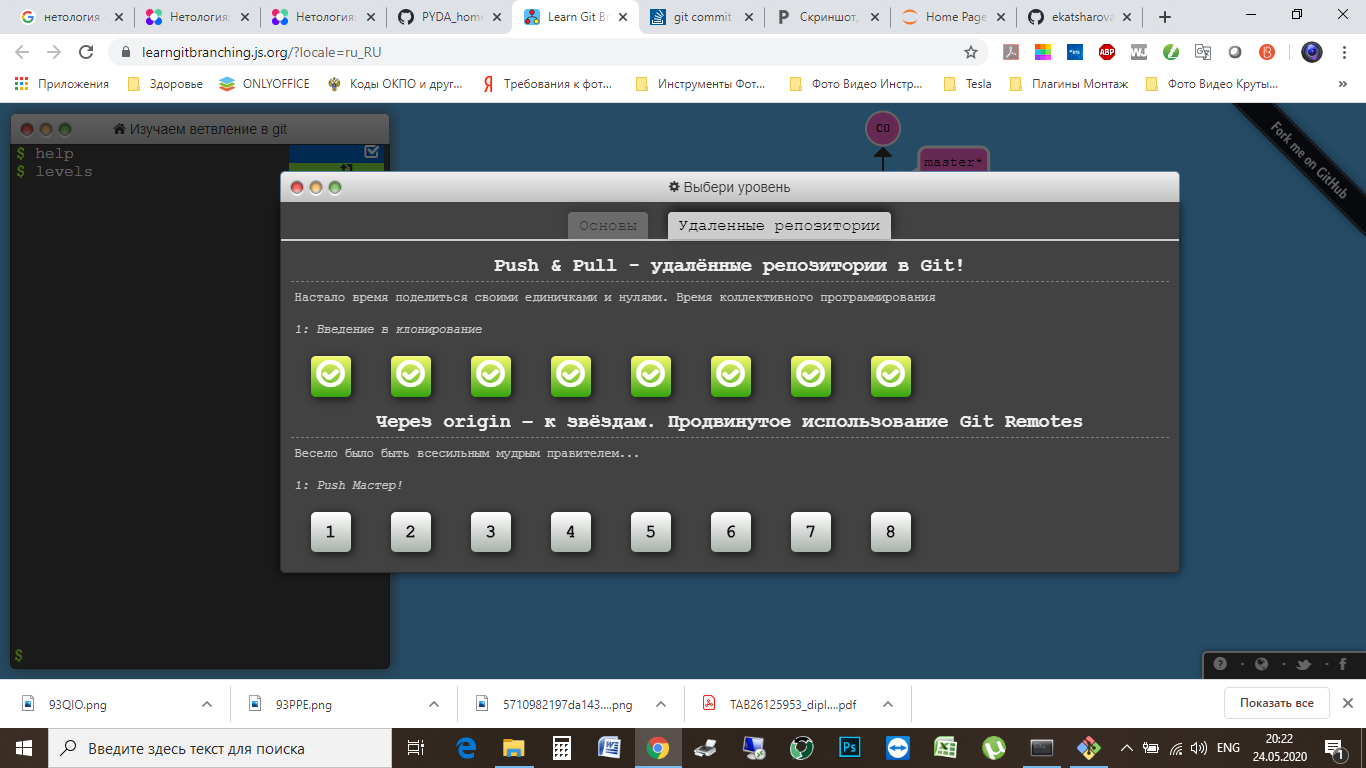 нетология
Нетология:
Нетология:
PYDA_home
Learn Git Br
git commit
Скриншот,
Home Page
ekatsharova
learngitbranching.js.org/?locale=ru_RU
Приложения
Здоровье
ONLYOFFICE
Коды ОКПО и друг...
Требования к фот...
Инструменты Фот...
Фото Видео Инстр...
Tesla
Плагины Монтаж
Фото Видео Круты...
Изучаем ветвление в git
$ help
$ levels
$
C0
master*
Fork me on GitHub
Выбери уровень
Основы
Удаленные репозитории
Push & Pull - удалённые репозитории в Git!
Настало время поделиться своими единичками и нулями. Время коллективного программирования
1: Введение в клонирование
Через origin – к звёздам. Продвинутое использование Git Remotes
Весело было быть всесильным мудрым правителем...
1: Push Мастер!
1 2 3 4 5 6 7 8
93QIO.png
93PPE.png
5710982197da143....png
TAB26125953_dipl....pdf
Показать все
Введите здесь текст для поиска
ENG
20:22
24.05.2020
1